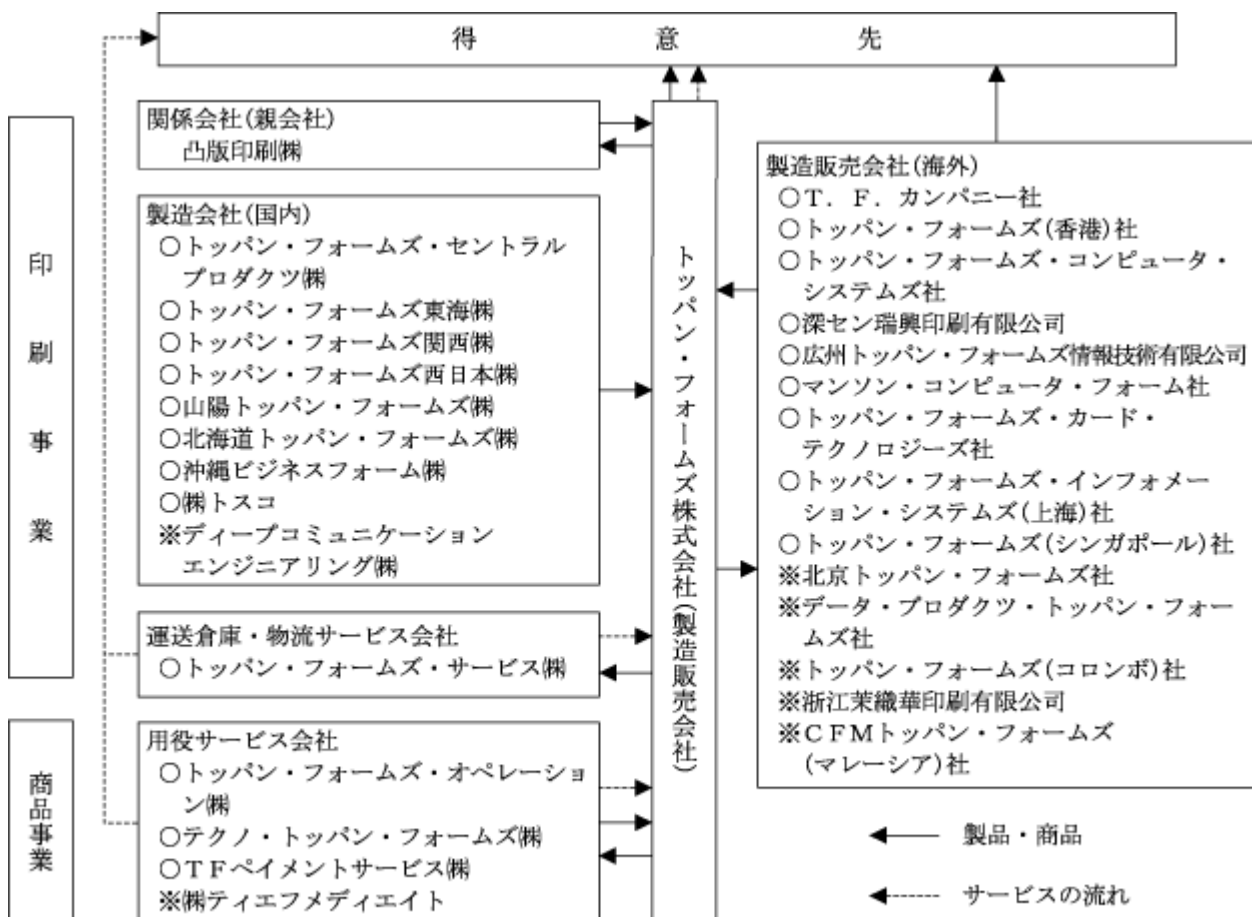 得意先
印刷事業
関係会社(親会社)
凸版印刷㈱
製造会社(国内)
○トッパン・フォームズ・セントラル
プロダクツ㈱
○トッパン・フォームズ東海㈱
○トッパン・フォームズ関西㈱
○トッパン・フォームズ西日本㈱
○山陽トッパン・フォームズ㈱
○北海道トッパン・フォームズ㈱
○沖縄ビジネスフォーム㈱
○㈱トスコ
※ディープコミュニケーション
エンジニアリング㈱
運送倉庫・物流サービス会社
○トッパン・フォームズ・サービス㈱
商品事業
用役サービス会社
○トッパン・フォームズ・オペレーショ
ン㈱
○テクノ・トッパン・フォームズ㈱
○TFペイメントサービス㈱
※㈱ティエフメディエイト
トッパン・フォームズ株式会社(製造販売会社)
製造販売会社(海外)
○T．F．カンパニー社
○トッパン・フォームズ(香港)社
○トッパン・フォームズ・コンピュータ・
システムズ社
○深セン瑞興印刷有限公司
○広州トッパン・フォームズ情報技術有限公司
○マンソン・コンピュータ・フォーム社
○トッパン・フォームズ・カード・
テクノロジーズ社
○トッパン・フォームズ・インフォメー
ション・システムズ(上海)社
○トッパン・フォームズ(シンガポール)社
※北京トッパン・フォームズ社
※データ・プロダクツ・トッパン・フォー
ムズ社
※トッパン・フォームズ(コロンボ)社
※浙江茉織華印刷有限公司
※CFMトッパン・フォームズ
(マレーシア)社
製品・商品
サービスの流れ